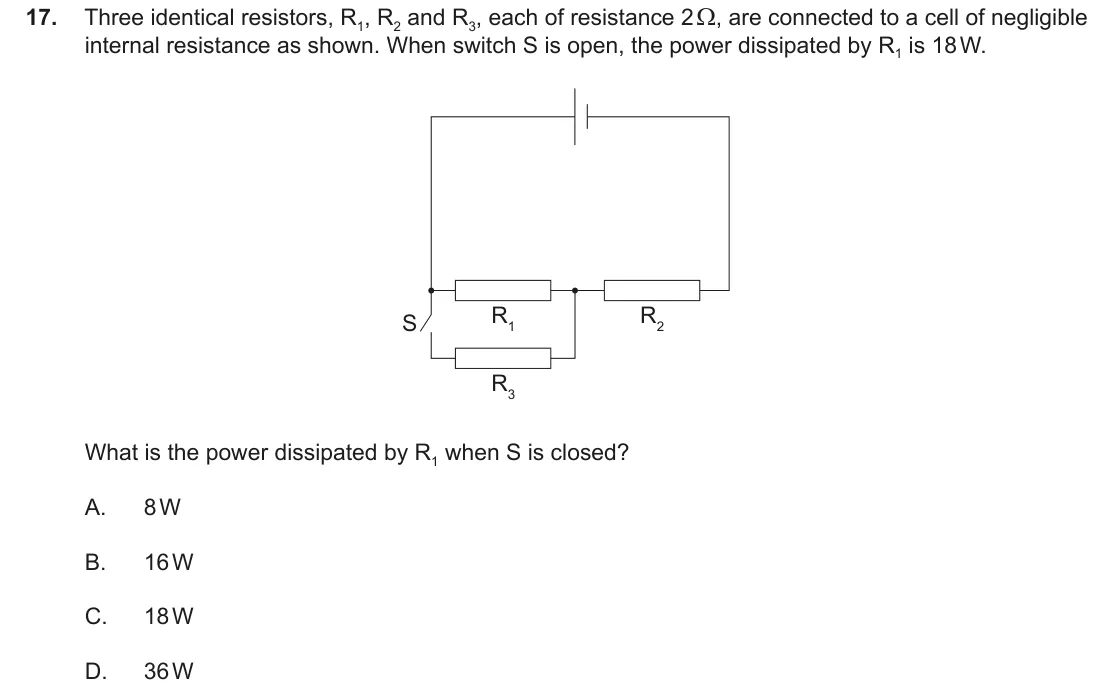 17. Three identical resistors, R₁, R₂ and R₃, each of resistance 2Ω, are connected to a cell of negligible
internal resistance as shown. When switch S is open, the power dissipated by R₁ is 18W.
R₁
R₂
S
R₃
What is the power dissipated by R₁ when S is closed?
A. 8W
B. 16W
C. 18W
D. 36W